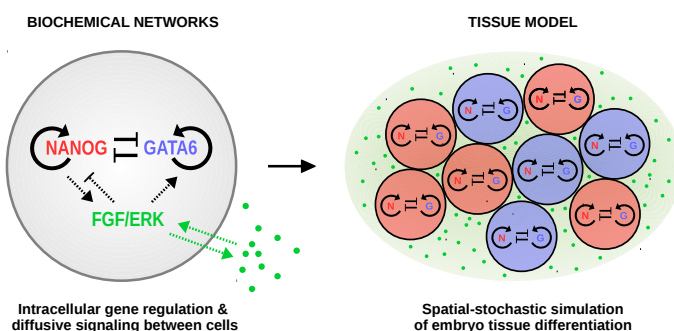 BIOCHEMICAL NETWORKS
NANOG
GATA6
FGF/ERK
Intracellular gene regulation &
diffusive signaling between cells
TISSUE MODEL
N G
N G
N G
N G
N G
N G
N G
N G
N G
Spatial-stochastic simulation
of embryo tissue differentiation